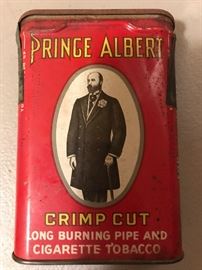 PRINCE ALBERT
CRIMP CUT
LONG BURNING PIPE AND
CIGARETTE TOBACCO